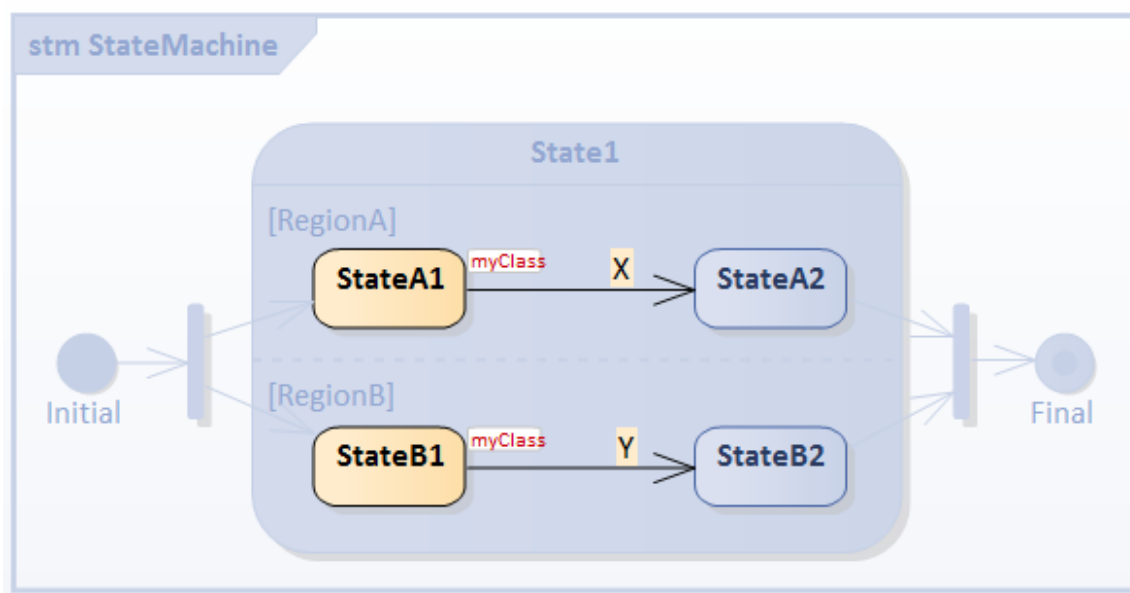 stm StateMachine
State1
[RegionA]
StateA1
myClass
X
StateA2
Initial
[RegionB]
Final
StateB1
myClass
Y
StateB2